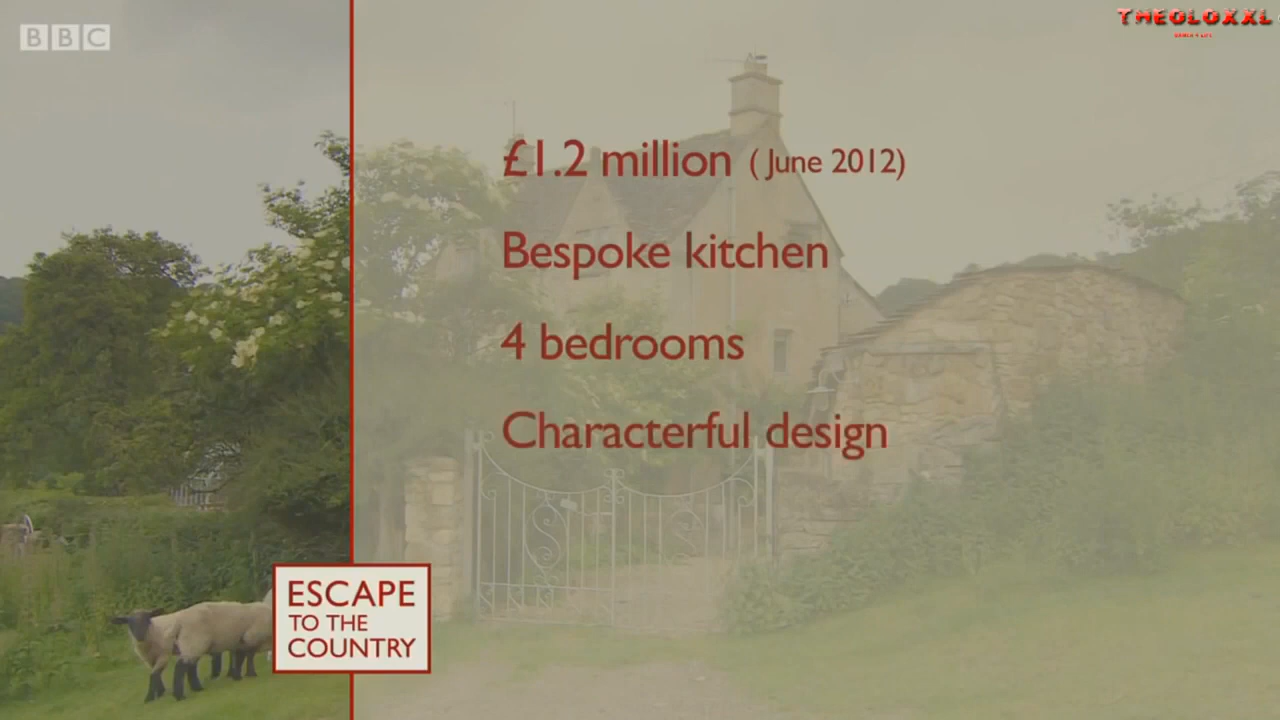 BBC
THEOLOXXL
£1.2 million ( June 2012)
Bespoke kitchen
4 bedrooms
Characterful design
ESCAPE
TO THE
COUNTRY